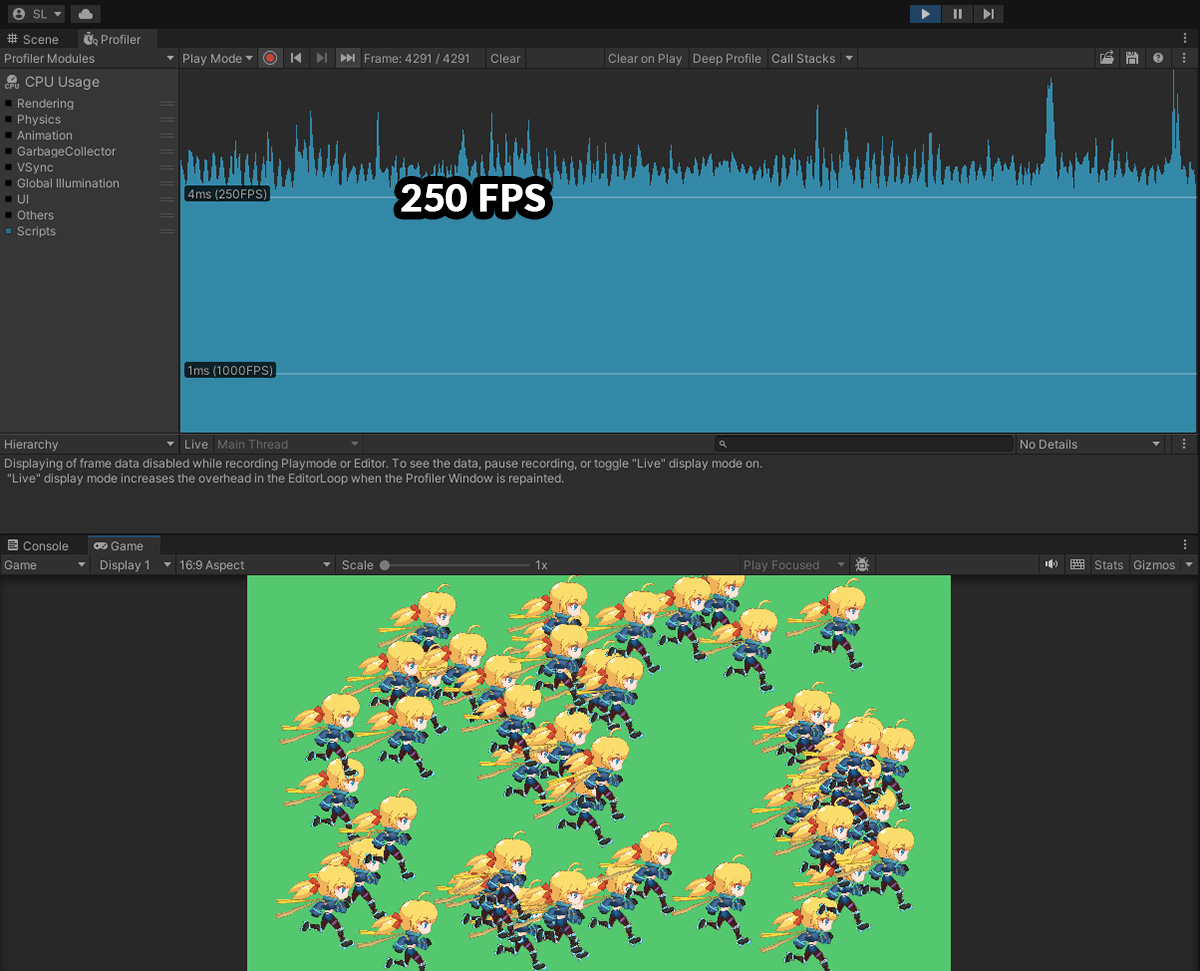 SL
Scene
Profiler
Profiler Modules
Play Mode
Frame: 4291 / 4291
Clear
Clear on Play
Deep Profile
Call Stacks
CPU
CPU Usage
Rendering
Physics
Animation
GarbageCollector
VSync
Global Illumination
UI
Others
Scripts
4ms (250FPS)
250 FPS
1ms (1000FPS)
Hierarchy
Live
Main Thread
No Details
Displaying of frame data disabled while recording Playmode or Editor. To see the data, pause recording, or toggle "Live" display mode on.
"Live" display mode increases the overhead in the EditorLoop when the Profiler Window is repainted.
Console
Game
Game
Display 1
16:9 Aspect
Scale
1x
Play Focused
Stats
Gizmos